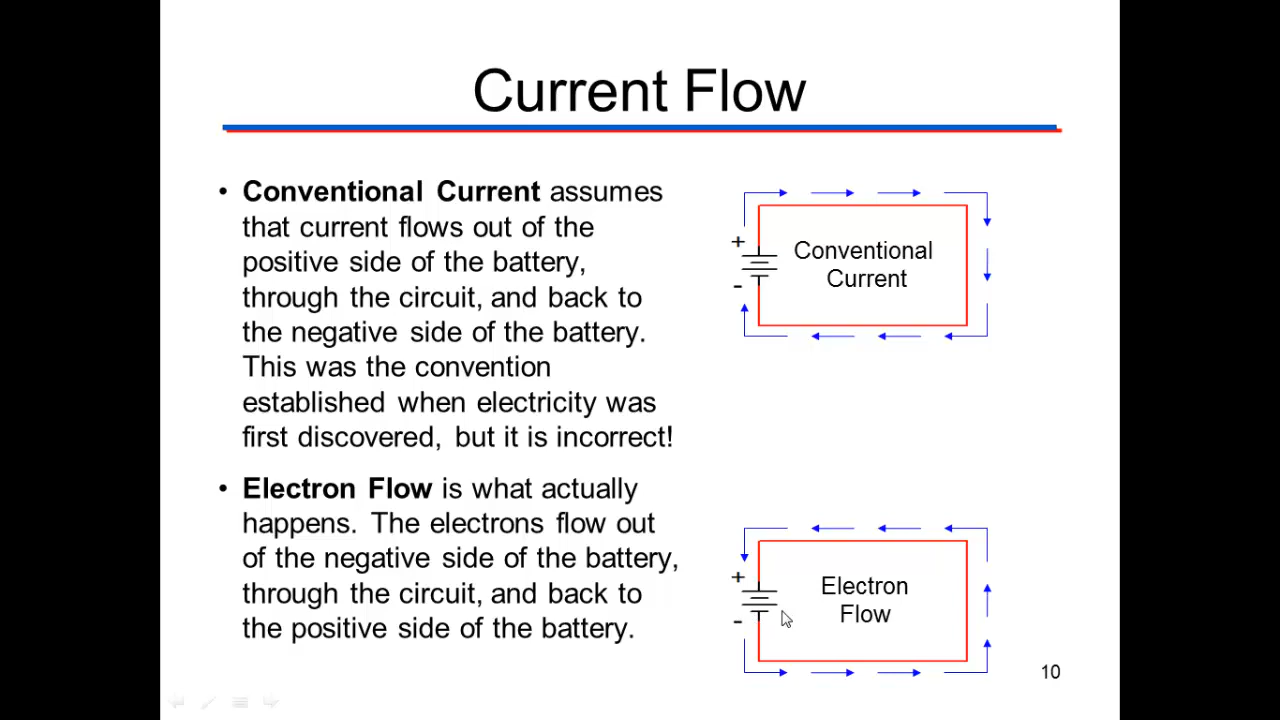 Current Flow
• Conventional Current assumes
that current flows out of the
positive side of the battery,
through the circuit, and back to
the negative side of the battery.
This was the convention
established when electricity was
first discovered, but it is incorrect!
• Electron Flow is what actually
happens. The electrons flow out
of the negative side of the battery,
through the circuit, and back to
the positive side of the battery.
+
-
Conventional
Current
+
-
Electron
Flow
10